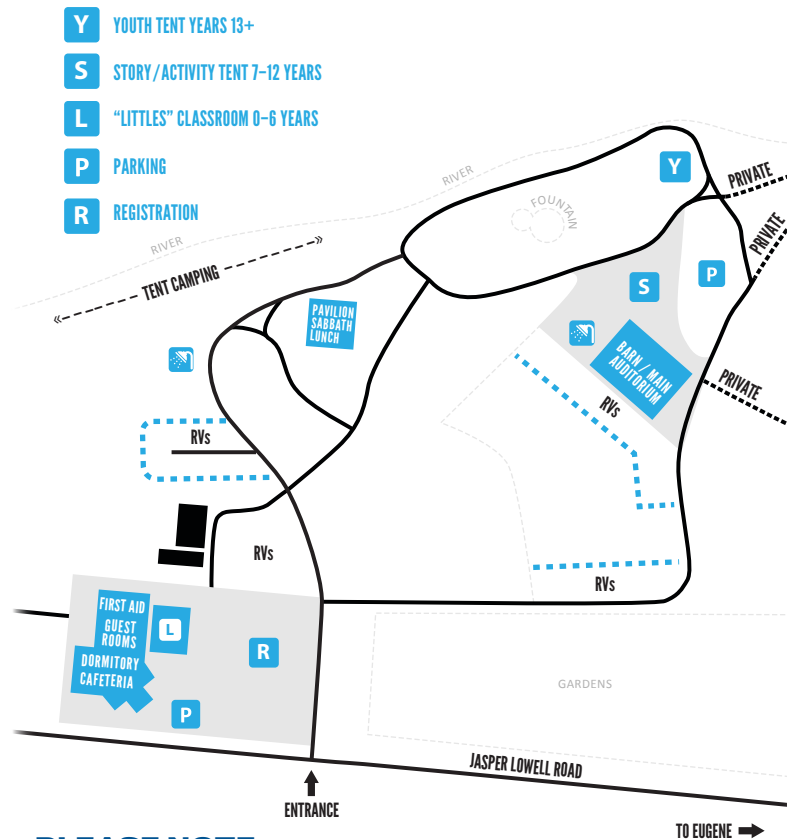 Y YOUTH TENT YEARS 13+
S STORY/ACTIVITY TENT 7–12 YEARS
L “LITTLES” CLASSROOM 0–6 YEARS
P PARKING
R REGISTRATION
RIVER
RIVER
TENT CAMPING
FOUNTAIN
Y
PRIVATE
PRIVATE
P
S
PAVILION
SABBATH
LUNCH
BARN / MAIN
AUDITORIUM
PRIVATE
RVs
RVs
RVs
RVs
FIRST AID
GUEST
ROOMS
L
DORMITORY
CAFETERIA
R
P
GARDENS
JASPER LOWELL ROAD
ENTRANCE
TO EUGENE
PLEASE NOTE